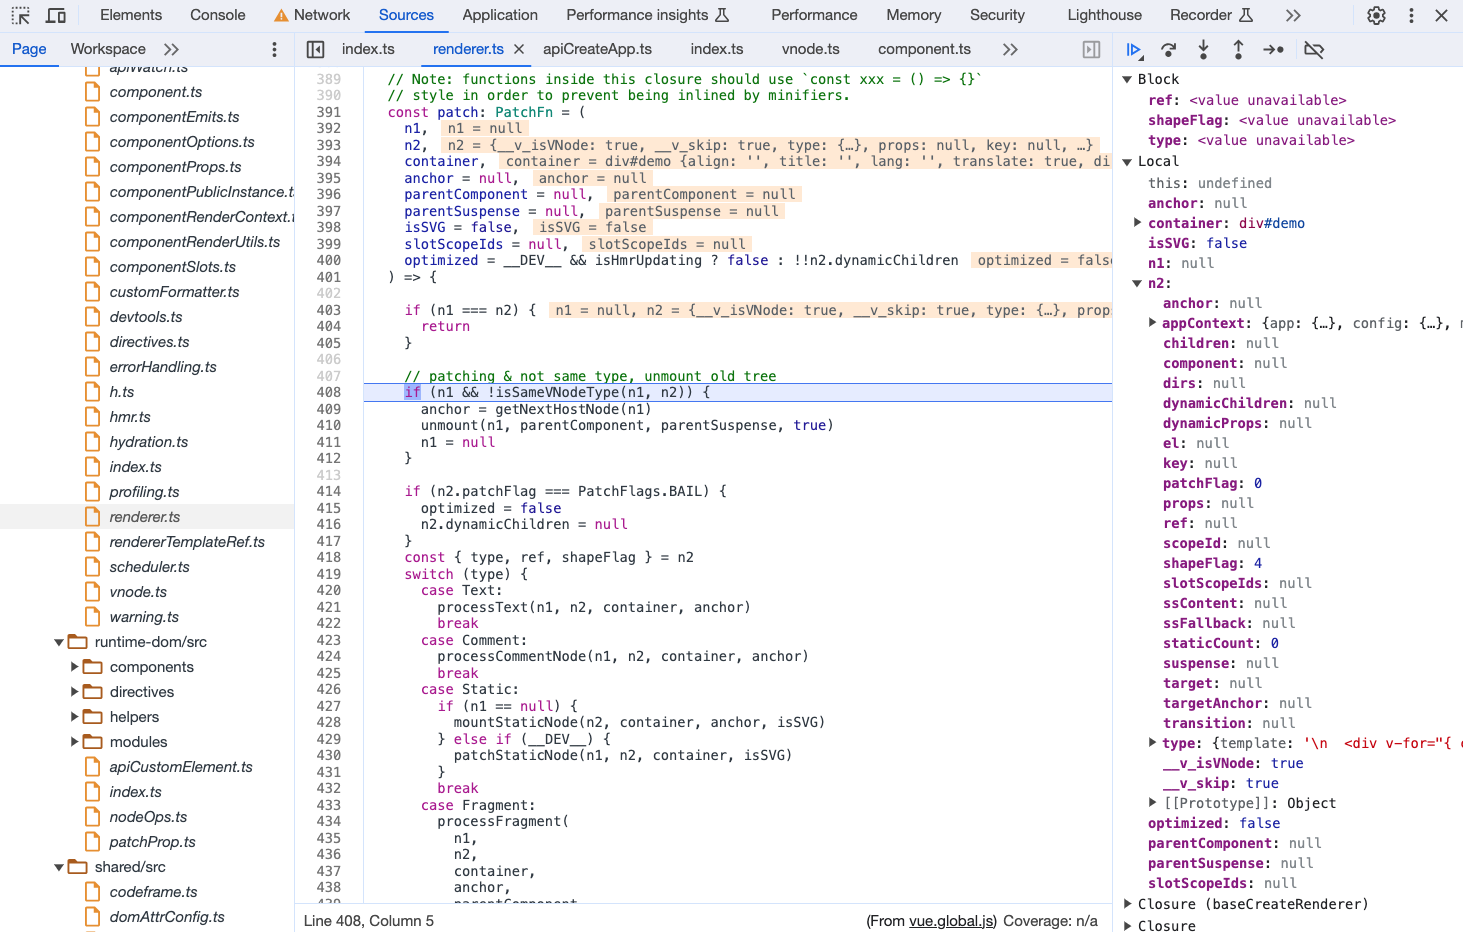 Elements Console Network Sources Application Performance insights Performance Memory Security Lighthouse Recorder
Page Workspace
index.ts renderer.ts apiCreateApp.ts index.ts vnode.ts component.ts
apiWatch.ts
component.ts
componentEmits.ts
componentOptions.ts
componentProps.ts
componentPublicInstance.t
componentRenderContext.t
componentRenderUtils.ts
componentSlots.ts
customFormatter.ts
devtools.ts
directives.ts
errorHandling.ts
h.ts
hmr.ts
hydration.ts
index.ts
profiling.ts
renderer.ts
rendererTemplateRef.ts
scheduler.ts
vnode.ts
warning.ts
runtime-dom/src
components
directives
helpers
modules
apiCustomElement.ts
index.ts
nodeOps.ts
patchProp.ts
shared/src
codeframe.ts
domAttrConfig.ts
389 // Note: functions inside this closure should use `const xxx = () => {}`
390 // style in order to prevent being inlined by minifiers.
391 const patch: PatchFn = (
392 n1, n1 = null
393 n2, n2 = {__v_isVNode: true, __v_skip: true, type: {…}, props: null, key: null, …}
394 container, container = div#demo {align: '', title: '', lang: '', translate: true, di
395 anchor = null, anchor = null
396 parentComponent = null, parentComponent = null
397 parentSuspense = null, parentSuspense = null
398 isSVG = false, isSVG = false
399 slotScopeIds = null, slotScopeIds = null
400 optimized = __DEV__ && isHmrUpdating ? false : !!n2.dynamicChildren optimized = fals
401 ) => {
402
403 if (n1 === n2) { n1 = null, n2 = {__v_isVNode: true, __v_skip: true, type: {…}, prop
404 return
405 }
406
407 // patching & not same type, unmount old tree
408 if (n1 && !isSameVNodeType(n1, n2)) {
409 anchor = getNextHostNode(n1)
410 unmount(n1, parentComponent, parentSuspense, true)
411 n1 = null
412 }
413
414 if (n2.patchFlag === PatchFlags.BAIL) {
415 optimized = false
416 n2.dynamicChildren = null
417 }
418 const { type, ref, shapeFlag } = n2
419 switch (type) {
420 case Text:
421 processText(n1, n2, container, anchor)
422 break
423 case Comment:
424 processCommentNode(n1, n2, container, anchor)
425 break
426 case Static:
427 if (n1 == null) {
428 mountStaticNode(n2, container, anchor, isSVG)
429 } else if (__DEV__) {
430 patchStaticNode(n1, n2, container, isSVG)
431 }
432 break
433 case Fragment:
434 processFragment(
435 n1,
436 n2,
437 container,
438 anchor,
Line 408, Column 5 (From vue.global.js) Coverage: n/a
Block
ref: <value unavailable>
shapeFlag: <value unavailable>
type: <value unavailable>
Local
this: undefined
anchor: null
container: div#demo
isSVG: false
n1: null
n2:
anchor: null
appContext: {app: {…}, config: {…}, m
children: null
component: null
dirs: null
dynamicChildren: null
dynamicProps: null
el: null
key: null
patchFlag: 0
props: null
ref: null
scopeId: null
shapeFlag: 4
slotScopeIds: null
ssContent: null
ssFallback: null
staticCount: 0
suspense: null
target: null
targetAnchor: null
transition: null
type: {template: '\n <div v-for="{ c
__v_isVNode: true
__v_skip: true
[[Prototype]]: Object
optimized: false
parentComponent: null
parentSuspense: null
slotScopeIds: null
Closure (baseCreateRenderer)
Closure